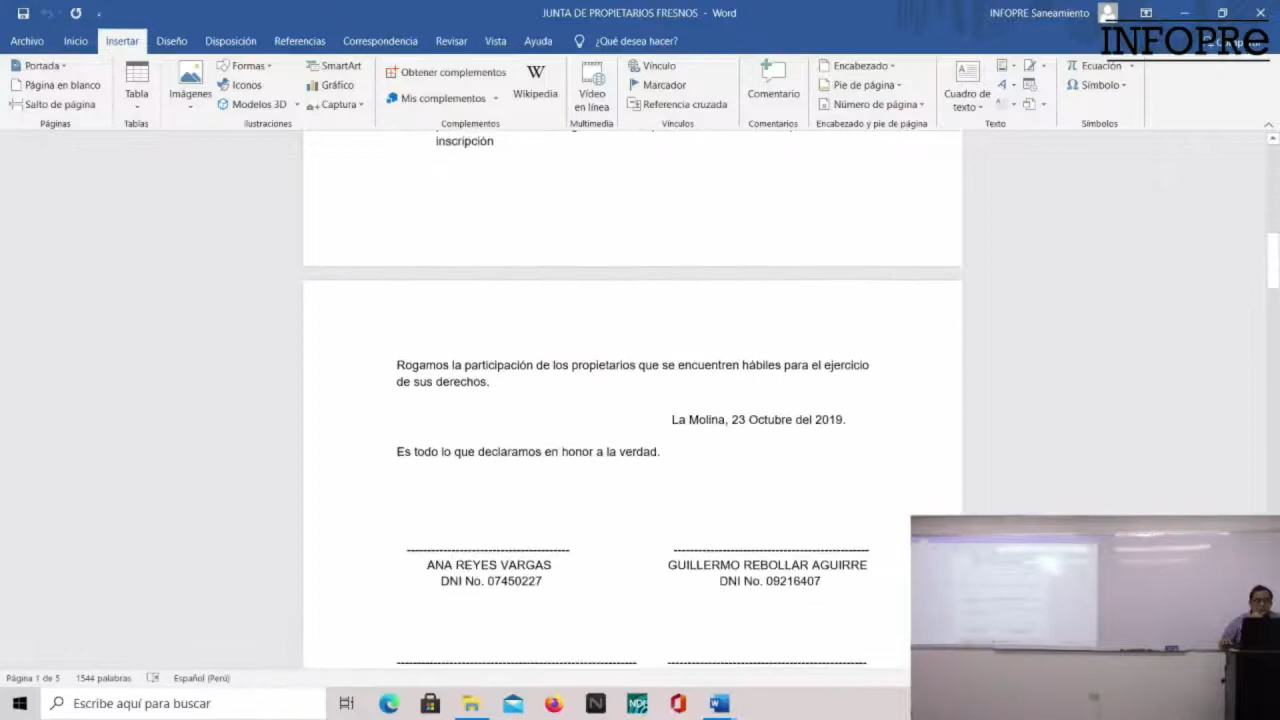 JUNTA DE PROPIETARIOS FRESNOS - Word
INFOPRE Saneamiento
INFOPRe
Archivo Inicio Insertar Diseño Disposición Referencias Correspondencia Revisar Vista Ayuda ¿Qué desea hacer?
Portada
Página en blanco
Salto de página
Páginas
Tabla
Tablas
Imágenes
Formas
Iconos
Modelos 3D
SmartArt
Gráfico
Captura
Ilustraciones
Obtener complementos
Mis complementos
Wikipedia
Complementos
Vídeo
en línea
Multimedia
Vínculo
Marcador
Referencia cruzada
Vínculos
Comentario
Comentarios
Encabezado
Pie de página
Número de página
Encabezado y pie de página
Cuadro de
texto
Texto
Ecuación
Símbolo
Símbolos
inscripción
Rogamos la participación de los propietarios que se encuentren hábiles para el ejercicio
de sus derechos.
La Molina, 23 Octubre del 2019.
Es todo lo que declaramos en honor a la verdad.
ANA REYES VARGAS
DNI No. 07450227
GUILLERMO REBOLLAR AGUIRRE
DNI No. 09216407
Página 1 de 5 1544 palabras Español (Perú)
Escribe aquí para buscar